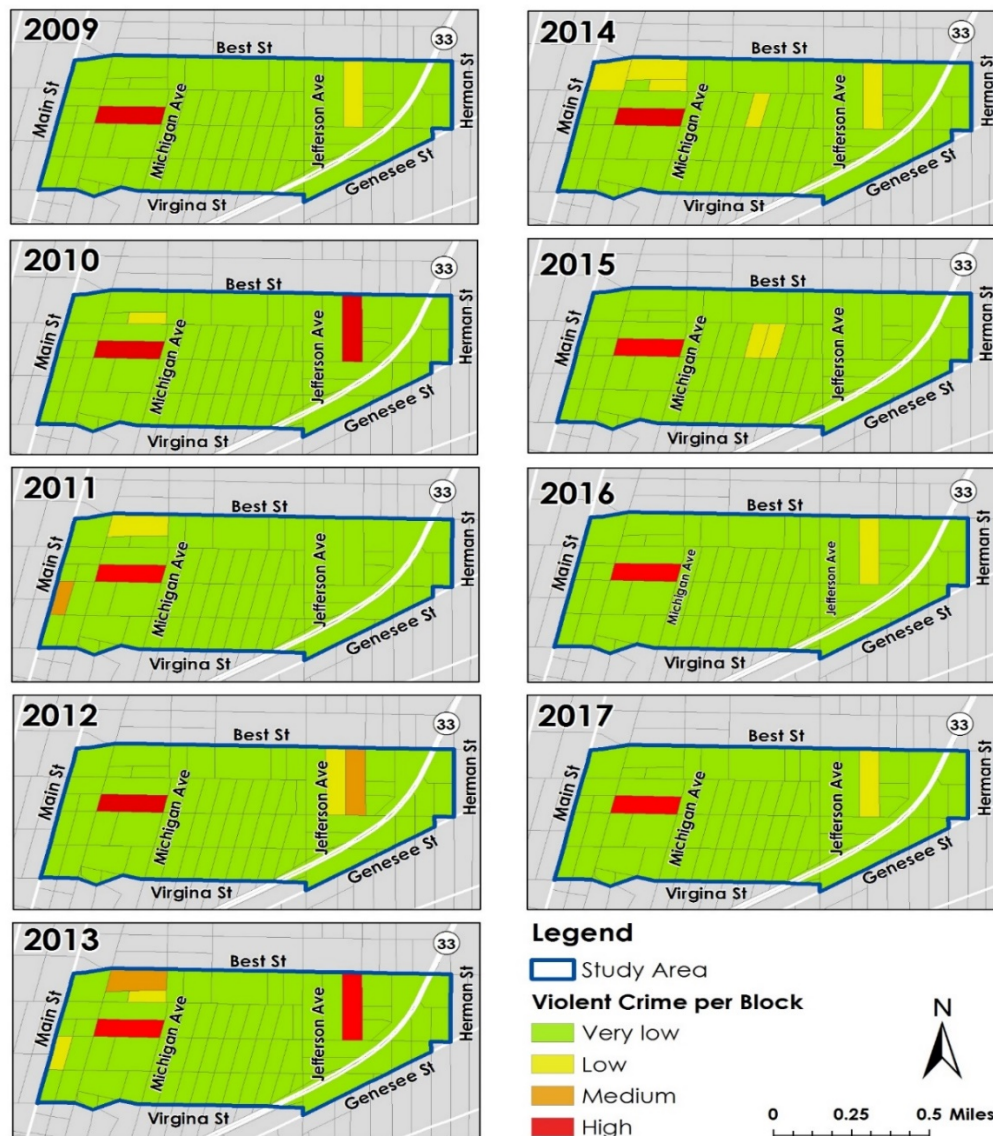 2009
Best St
33
Main St
Michigan Ave
Jefferson Ave
Herman St
Genesee St
Virgina St
2010
Best St
33
Main St
Michigan Ave
Jefferson Ave
Herman St
Genesee St
Virgina St
2011
Best St
33
Main St
Michigan Ave
Jefferson Ave
Herman St
Genesee St
Virgina St
2012
Best St
33
Main St
Michigan Ave
Jefferson Ave
Herman St
Genesee St
Virgina St
2013
Best St
33
Main St
Michigan Ave
Jefferson Ave
Herman St
Genesee St
Virgina St
2014
Best St
33
Main St
Michigan Ave
Jefferson Ave
Herman St
Genesee St
Virgina St
2015
Best St
33
Main St
Michigan Ave
Jefferson Ave
Herman St
Genesee St
Virgina St
2016
Best St
33
Main St
Michigan Ave
Jefferson Ave
Herman St
Genesee St
Virgina St
2017
Best St
33
Main St
Michigan Ave
Jefferson Ave
Herman St
Genesee St
Virgina St
Legend
Study Area
Violent Crime per Block
Very low
Low
Medium
High
N
0 0.25 0.5 Miles